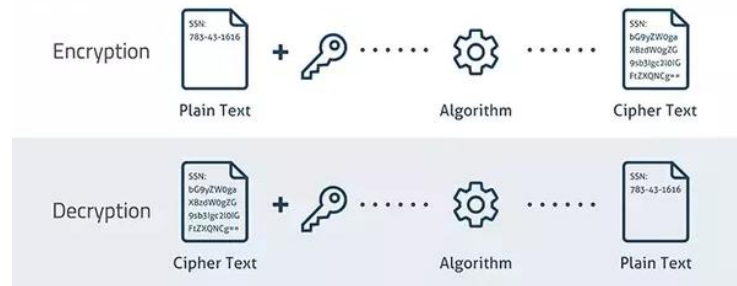 Encryption
SSN:
783-43-1616
+
SSN:
bG9yZW0ga
XBzdW0gZG
9sb3Igc2l0IG
FtZXQNCg==
Plain Text
Algorithm
Cipher Text
Decryption
SSN:
bG9yZW0ga
XBzdW0gZG
9sb3Igc2l0IG
FtZXQNCg==
+
SSN:
783-43-1616
Cipher Text
Algorithm
Plain Text